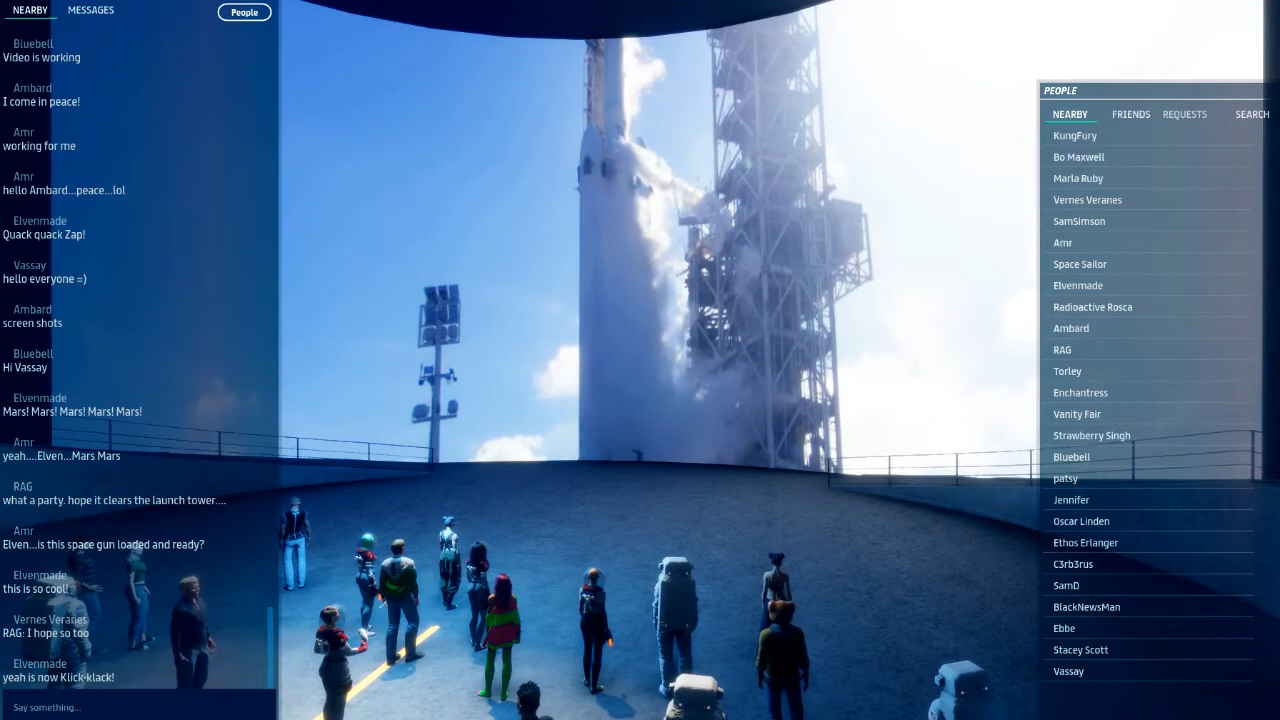 NEARBY MESSAGES People
Bluebell
Video is working
Ambard
I come in peace!
Amr
working for me
Amr
hello Ambard...peace...lol
Elvenmade
Quack quack Zap!
Vassay
hello everyone =)
Ambard
screen shots
Bluebell
Hi Vassay
Elvenmade
Mars! Mars! Mars! Mars! Mars!
Amr
yeah....Elven...Mars Mars
RAG
what a party. hope it clears the launch tower....
Amr
Elven...is this space gun loaded and ready?
Elvenmade
this is so cool!
Vernes Veranes
RAG: I hope so too
Elvenmade
yeah is now Klick-klack!
Say something...
PEOPLE
NEARBY FRIENDS REQUESTS SEARCH
KungFury
Bo Maxwell
Marla Ruby
Vernes Veranes
SamSimson
Amr
Space Sailor
Elvenmade
Radioactive Rosca
Ambard
RAG
Torley
Enchantress
Vanity Fair
Strawberry Singh
Bluebell
patsy
Jennifer
Oscar Linden
Ethos Erlanger
C3rb3rus
SamD
BlackNewsMan
Ebbe
Stacey Scott
Vassay